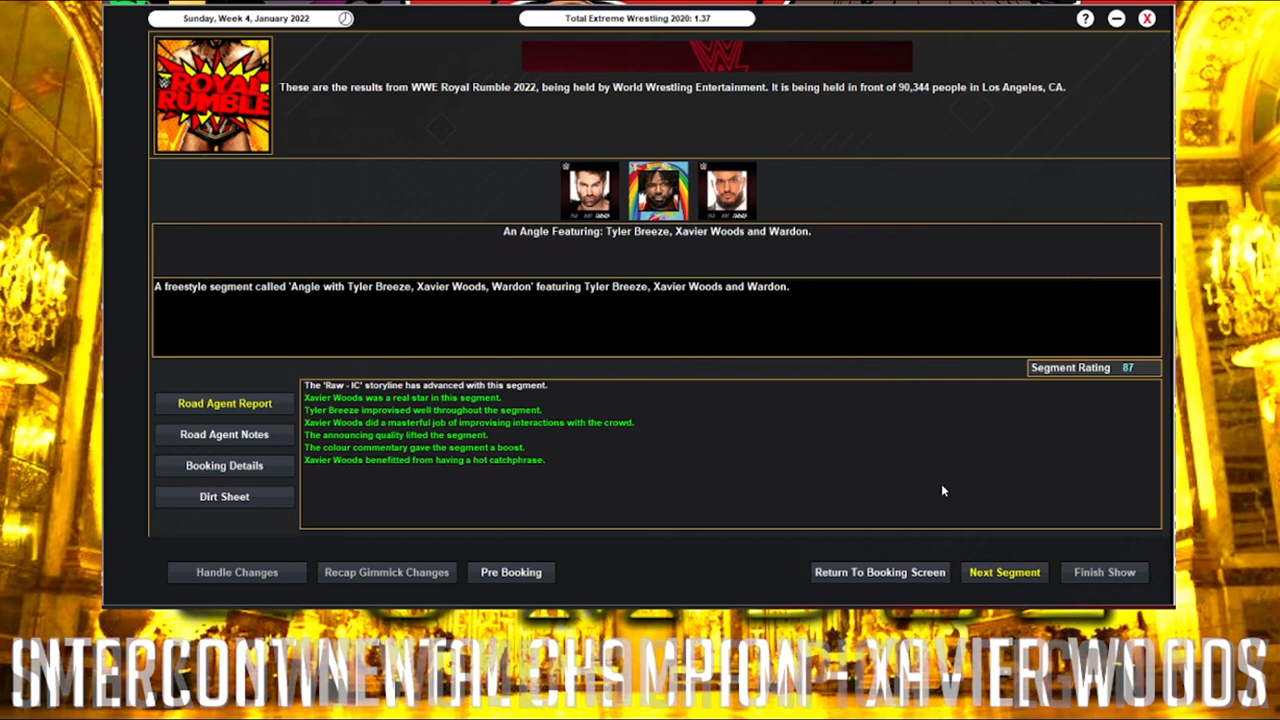 Sunday, Week 4, January 2022
Total Extreme Wrestling 2020: 1.37
?
X
ROYAL
RUMBLE
These are the results from WWE Royal Rumble 2022, being held by World Wrestling Entertainment. It is being held in front of 90,344 people in Los Angeles, CA.
An Angle Featuring: Tyler Breeze, Xavier Woods and Wardon.
A freestyle segment called 'Angle with Tyler Breeze, Xavier Woods, Wardon' featuring Tyler Breeze, Xavier Woods and Wardon.
Segment Rating 87
Road Agent Report
Road Agent Notes
Booking Details
Dirt Sheet
The 'Raw - IC' storyline has advanced with this segment.
Xavier Woods was a real star in this segment.
Tyler Breeze improvised well throughout the segment.
Xavier Woods did a masterful job of improvising interactions with the crowd.
The announcing quality lifted the segment.
The colour commentary gave the segment a boost.
Xavier Woods benefitted from having a hot catchphrase.
Handle Changes
Recap Gimmick Changes
Pre Booking
Return To Booking Screen
Next Segment
Finish Show
INTERCONTINENTAL CHAMPION - XAVIER WOODS